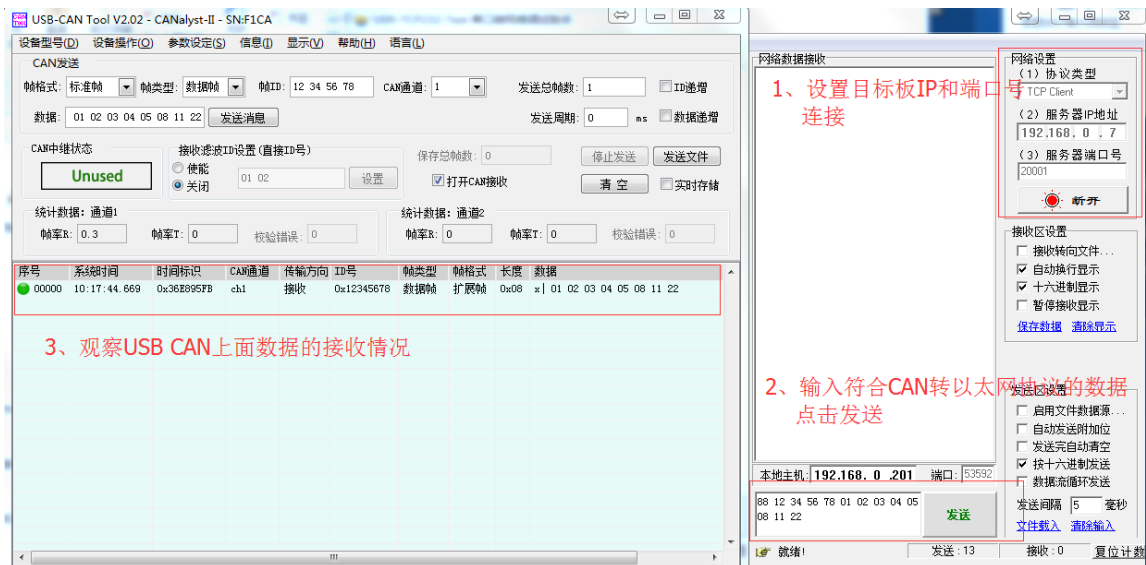 USB-CAN Tool V2.02 - CANalyst-II - SN:F1CA
设备型号(D) 设备操作(O) 参数设定(S) 信息(I) 显示(V) 帮助(H) 语言(L)
CAN发送
帧格式: 标准帧 帧类型: 数据帧 帧ID: 12 34 56 78 CAN通道: 1 发送总帧数: 1 ID递增
数据: 01 02 03 04 05 08 11 22 发送消息 发送周期: 0 ms 数据递增
CAN中继状态 接收滤波ID设置(直接ID号)
Unused 使能 关闭 01 02 设置
保存总帧数: 0 停止发送 发送文件
打开CAN接收 清空 实时存储
统计数据: 通道1 统计数据: 通道2
帧率R: 0.3 帧率T: 0 校验错误: 0 帧率R: 0 帧率T: 0 校验错误: 0
序号 系统时间 时间标识 CAN通道 传输方向 ID号 帧类型 帧格式 长度 数据
00000 10:17:44.669 0x36E895FB ch1 接收 0x12345678 数据帧 扩展帧 0x08 x| 01 02 03 04 05 08 11 22
3、观察USB CAN上面数据的接收情况
网络数据接收
1、设置目标板IP和端口号
连接
2、输入符合CAN转以太网协议的数据
点击发送
本地主机: 192.168. 0 .201 端口: 53592
88 12 34 56 78 01 02 03 04 05
08 11 22
发送
就绪! 发送:13 接收:0 复位计数
网络设置
(1) 协议类型
TCP Client
(2) 服务器IP地址
192.168. 0 . 7
(3) 服务器端口号
20001
断开
接收区设置
接收转向文件...
自动换行显示
十六进制显示
暂停接收显示
保存数据 清除显示
发送区设置
启用文件数据源...
自动发送附加位
发送完自动清空
按十六进制发送
数据流循环发送
发送间隔 5 毫秒
文件载入 清除输入